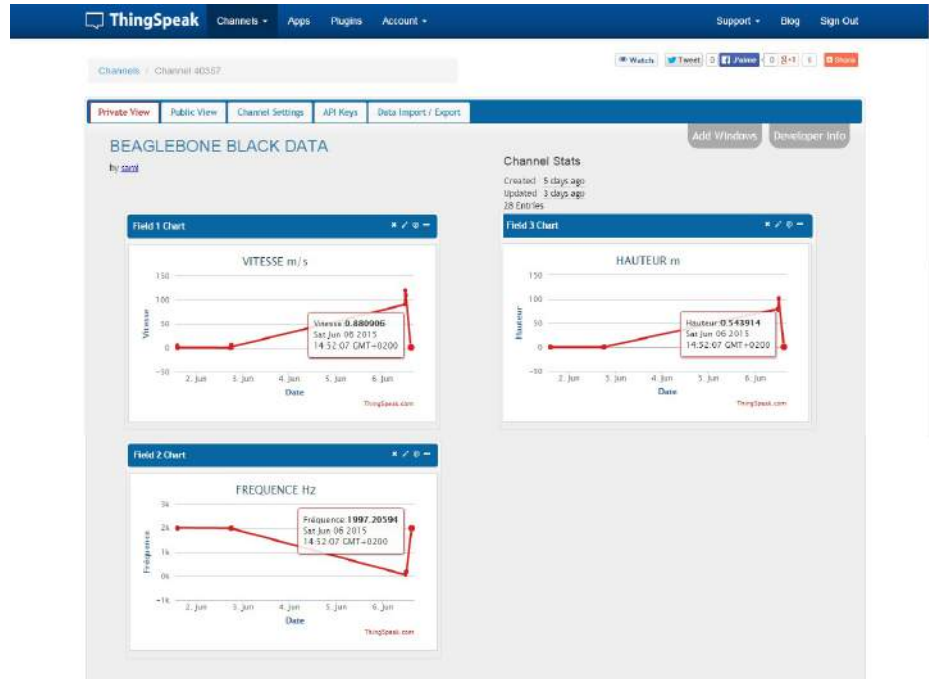 ThingSpeak Channels Apps Plugins Account Support Blog Sign Out
Channels / Channel 40357
Watch Tweet 0 J'aime 0 g+1 Share
Private View Public View Channel Settings API Keys Data Import / Export
Add Windows Developer Info
BEAGLEBONE BLACK DATA
by sami
Channel Stats
Created 5 days ago
Updated 3 days ago
28 Entries
Field 1 Chart
VITESSE m/s
150
100
50
0
-50
Vitesse
Vitesse:0.880906
Sat Jun 06 2015
14:52:07 GMT+0200
2. Jun 3. Jun 4. Jun 5. Jun 6. Jun
Date
ThingSpeak.com
Field 3 Chart
HAUTEUR m
150
100
50
0
-50
Hauteur
Hauteur:0.543914
Sat Jun 06 2015
14:52:07 GMT+0200
2. Jun 3. Jun 4. Jun 5. Jun 6. Jun
Date
ThingSpeak.com
Field 2 Chart
FREQUENCE Hz
3k
2k
1k
0k
-1k
Fréquence
Fréquence:1997.20594
Sat Jun 06 2015
14:52:07 GMT+0200
2. Jun 3. Jun 4. Jun 5. Jun 6. Jun
Date
ThingSpeak.com